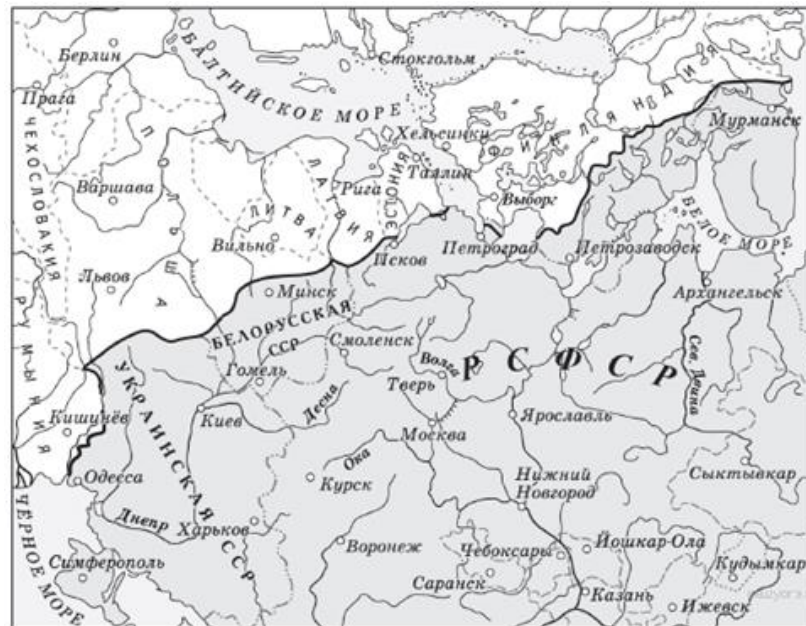 Берлин
Прага
БАЛТИЙСКОЕ МОРЕ
Стокгольм
ФИНЛЯНДИЯ
Мурманск
Хельсинки
Таллин
ЧЕХОСЛОВАКИЯ
Варшава
ПОЛЬША
ЛИТВА
Вильно
ЛАТВИЯ
Рига
ЭСТОНИЯ
Выборг
БЕЛОЕ МОРЕ
Псков
Петроград
Петрозаводск
Архангельск
Львов
Минск
БЕЛОРУССКАЯ
ССР
Смоленск
Волга
Р С Ф С Р
Сев. Двина
РУМЫНИЯ
Гомель
Тверь
УКРАИНСКАЯ ССР
Кишинёв
Киев
Десна
Москва
Ярославль
Одесса
Ока
Курск
Нижний
Новгород
Сыктывкар
ЧЁРНОЕ МОРЕ
Днепр
Харьков
Воронеж
Чебоксары
Йошкар-Ола
Кудымкар
Симферополь
Саранск
Казань
Ижевск